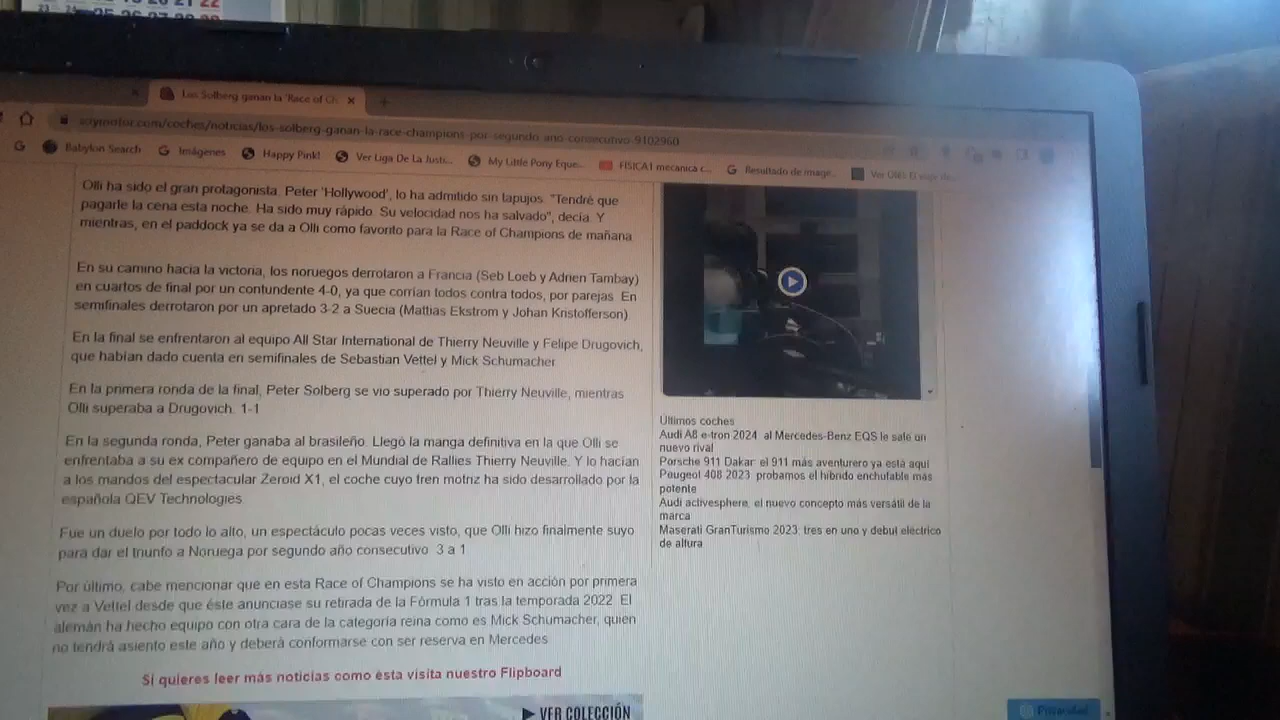 25 26 27 28
Los Solberg ganan la 'Race of Ch
soymotor.com/coches/noticias/los-solberg-ganan-la-race-champions-por-segundo-ano-consecutivo-9102960
Babylon Search Imágenes Happy Pink! Ver Liga De La Justi... My Little Pony Eque... FISICA1 mecanica c... Resultado de image...
Olli ha sido el gran protagonista. Peter 'Hollywood', lo ha admitido sin tapujos. "Tendré que
pagarle la cena esta noche. Ha sido muy rápido. Su velocidad nos ha salvado", decía. Y
mientras, en el paddock ya se da a Olli como favorito para la Race of Champions de mañana.
En su camino hacia la victoria, los noruegos derrotaron a Francia (Seb Loeb y Adrien Tambay)
en cuartos de final por un contundente 4-0, ya que corrían todos contra todos, por parejas. En
semifinales derrotaron por un apretado 3-2 a Suecia (Mattias Ekstrom y Johan Kristofferson).
En la final se enfrentaron al equipo All Star International de Thierry Neuville y Felipe Drugovich,
que habían dado cuenta en semifinales de Sebastian Vettel y Mick Schumacher.
En la primera ronda de la final, Peter Solberg se vio superado por Thierry Neuville, mientras
Olli superaba a Drugovich. 1-1
En la segunda ronda, Peter ganaba al brasileño. Llegó la manga definitiva en la que Olli se
enfrentaba a su ex compañero de equipo en el Mundial de Rallies Thierry Neuville. Y lo hacían
a los mandos del espectacular Zeroid X1, el coche cuyo tren motriz ha sido desarrollado por la
española QEV Technologies.
Fue un duelo por todo lo alto, un espectáculo pocas veces visto, que Olli hizo finalmente suyo
para dar el triunfo a Noruega por segundo año consecutivo. 3 a 1
Por último, cabe mencionar que en esta Race of Champions se ha visto en acción por primera
vez a Vettel desde que éste anunciase su retirada de la Fórmula 1 tras la temporada 2022. El
alemán ha hecho equipo con otra cara de la categoría reina como es Mick Schumacher, quien
no tendrá asiento este año y deberá conformarse con ser reserva en Mercedes.
Si quieres leer más noticias como ésta visita nuestro Flipboard
VER COLECCIÓN
Últimos coches
Audi A8 e-tron 2024: al Mercedes-Benz EQS le sale un
nuevo rival
Porsche 911 Dakar: el 911 más aventurero ya está aquí
Peugeot 408 2023: probamos el híbrido enchufable más
potente
Audi activesphere, el nuevo concepto más versátil de la
marca
Maserati GranTurismo 2023: tres en uno y debut eléctrico
de altura
Privacidad